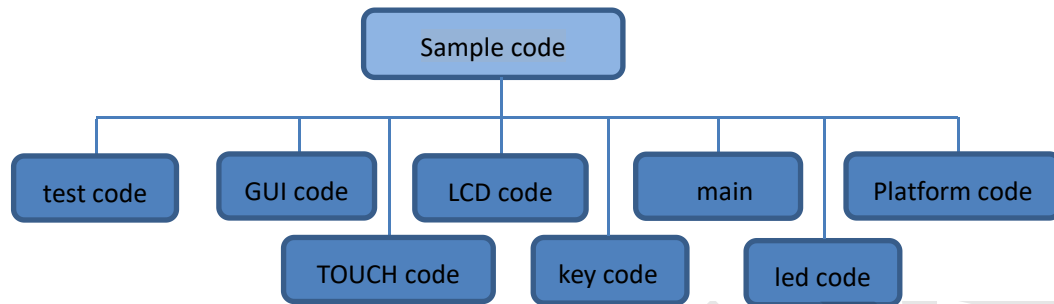 Sample code
test code
GUI code
LCD code
main
Platform code
TOUCH code
key code
led code